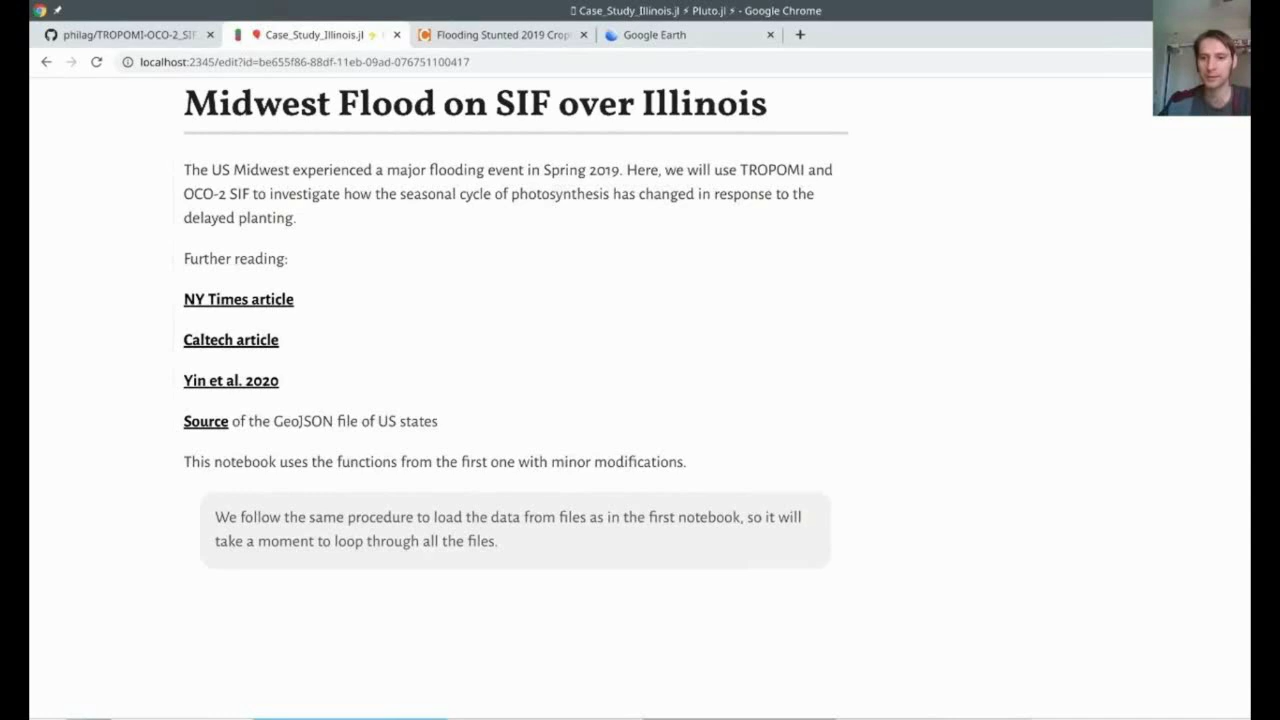 Case_Study_Illinois.jl ⚡ Pluto.jl ⚡ - Google Chrome
philag/TROPOMI-OCO-2_SIF
Case_Study_Illinois.jl
Flooding Stunted 2019 Crop
Google Earth
localhost:2345/edit?id=be655f86-88df-11eb-09ad-076751100417
Midwest Flood on SIF over Illinois
The US Midwest experienced a major flooding event in Spring 2019. Here, we will use TROPOMI and
OCO-2 SIF to investigate how the seasonal cycle of photosynthesis has changed in response to the
delayed planting.
Further reading:
NY Times article
Caltech article
Yin et al. 2020
Source of the GeoJSON file of US states
This notebook uses the functions from the first one with minor modifications.
We follow the same procedure to load the data from files as in the first notebook, so it will
take a moment to loop through all the files.